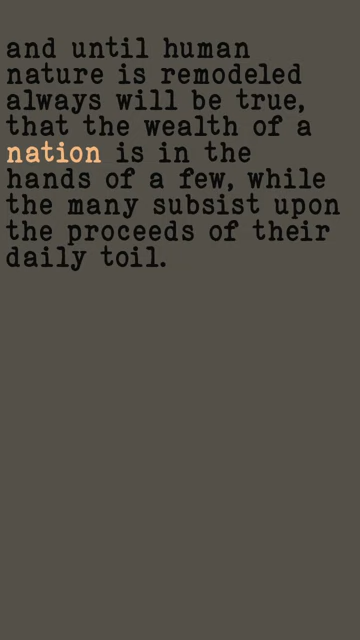 and until human
nature is remodeled
always will be true,
that the wealth of a
nation is in the
hands of a few, while
the many subsist upon
the proceeds of their
daily toil.